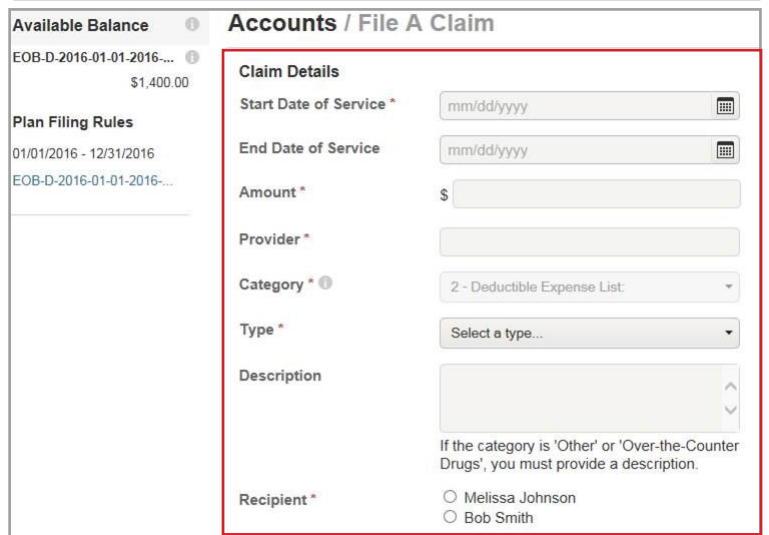 Available Balance
EOB-D-2016-01-01-2016-...
$1,400.00
Plan Filing Rules
01/01/2016 - 12/31/2016
EOB-D-2016-01-01-2016-...
Accounts / File A Claim
Claim Details
Start Date of Service * mm/dd/yyyy
End Date of Service mm/dd/yyyy
Amount * $
Provider *
Category * 2 - Deductible Expense List:
Type * Select a type...
Description
If the category is 'Other' or 'Over-the-Counter
Drugs', you must provide a description.
Recipient * Melissa Johnson
Bob Smith